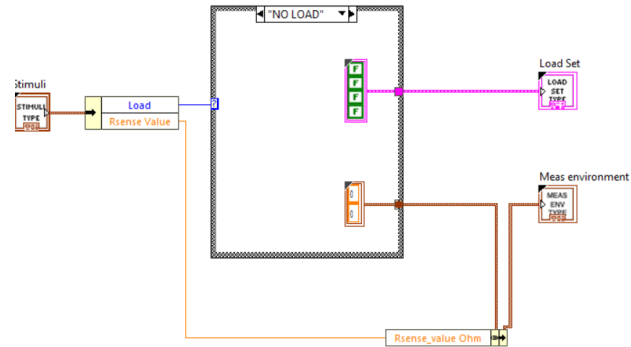 "NO LOAD"
Stimuli
STIMULI
TYPE
Load
Rsense Value
?
F
F
F
F
Load Set
LOAD
SET
TYPE
0
0
Meas environment
MEAS
ENV
TYPE
Rsense_value Ohm